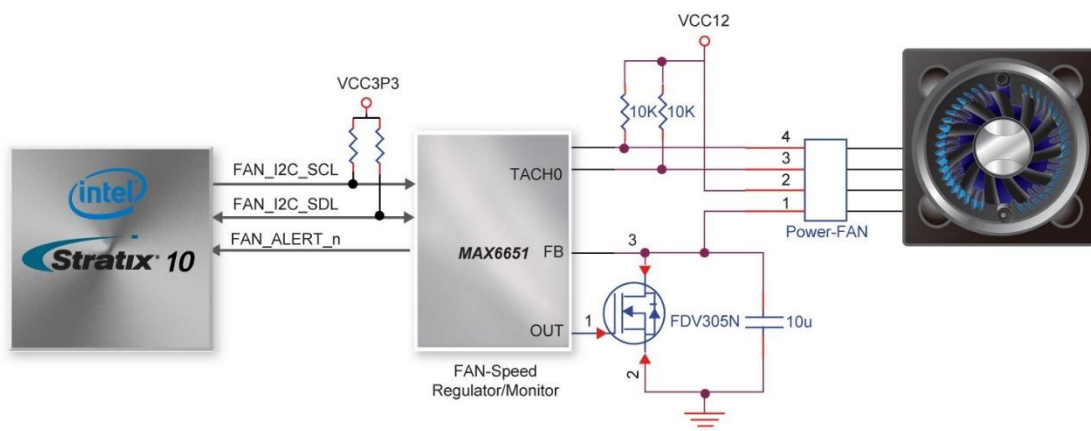 VCC12
VCC3P3
10K
10K
4
3
2
1
Power-FAN
intel
Stratix 10
FAN_I2C_SCL
FAN_I2C_SDL
FAN_ALERT_n
TACH0
MAX6651
FB
3
OUT
1
2
FDV305N
10u
FAN-Speed
Regulator/Monitor